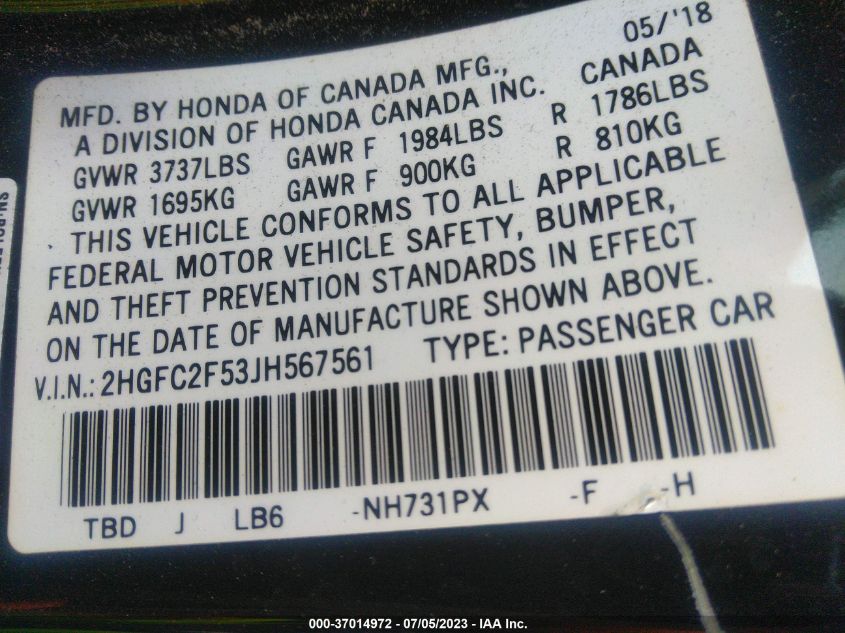 05/'18
MFD. BY HONDA OF CANADA MFG.,
A DIVISION OF HONDA CANADA INC. CANADA
GVWR 3737LBS GAWR F 1984LBS R 1786LBS
GVWR 1695KG GAWR F 900KG R 810KG
THIS VEHICLE CONFORMS TO ALL APPLICABLE
FEDERAL MOTOR VEHICLE SAFETY, BUMPER,
AND THEFT PREVENTION STANDARDS IN EFFECT
ON THE DATE OF MANUFACTURE SHOWN ABOVE.
V.I.N.: 2HGFC2F53JH567561 TYPE: PASSENGER CAR
TBD J LB6 -NH731PX -F -H
000-37014972 - 07/05/2023 - IAA Inc.